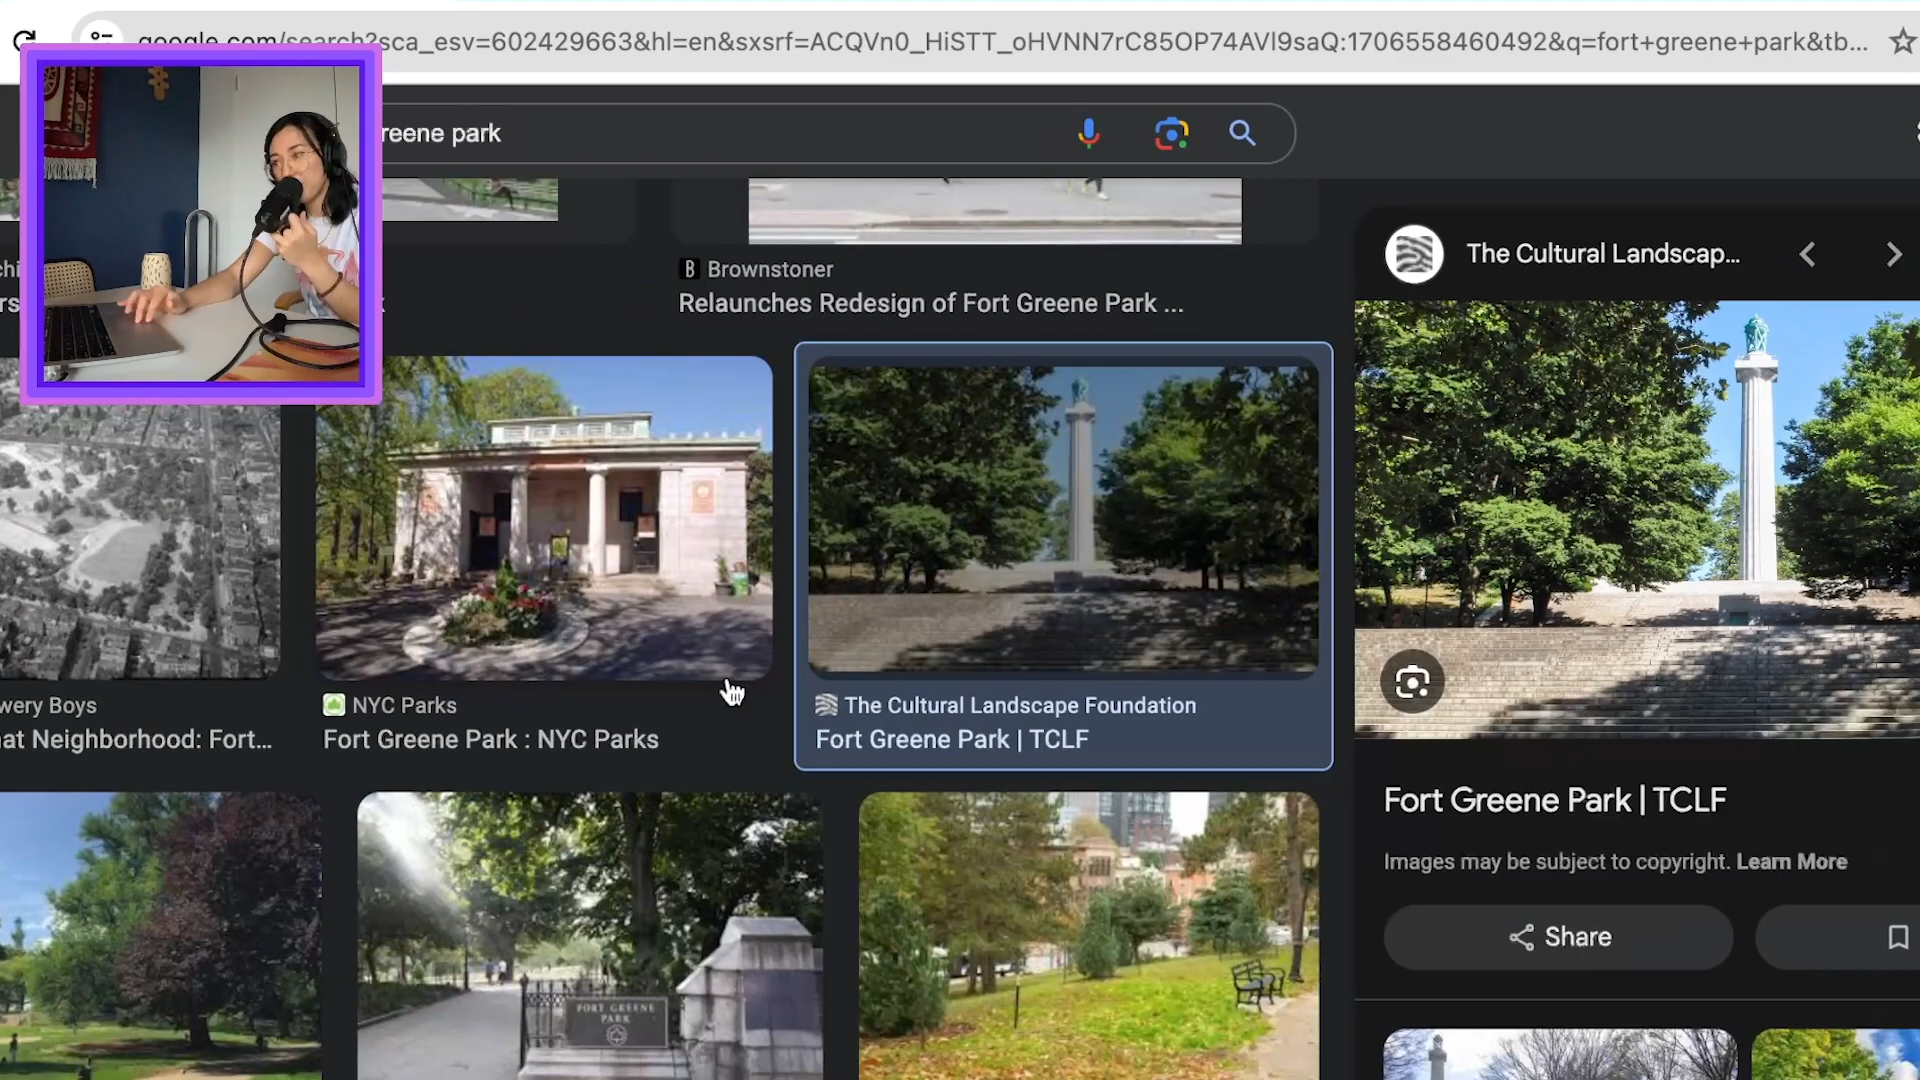 google.com/search?sca_esv=602429663&hl=en&sxsrf=ACQVn0_HiSTT_oHVNN7rC85OP74AVl9saQ:1706558460492&q=fort+greene+park&tb...
reene park
B Brownstoner
Relaunches Redesign of Fort Greene Park ...
The Cultural Landscap...
wery Boys
at Neighborhood: Fort...
NYC Parks
Fort Greene Park : NYC Parks
The Cultural Landscape Foundation
Fort Greene Park | TCLF
Fort Greene Park | TCLF
Images may be subject to copyright. Learn More
Share
FORT GREENE
PARK